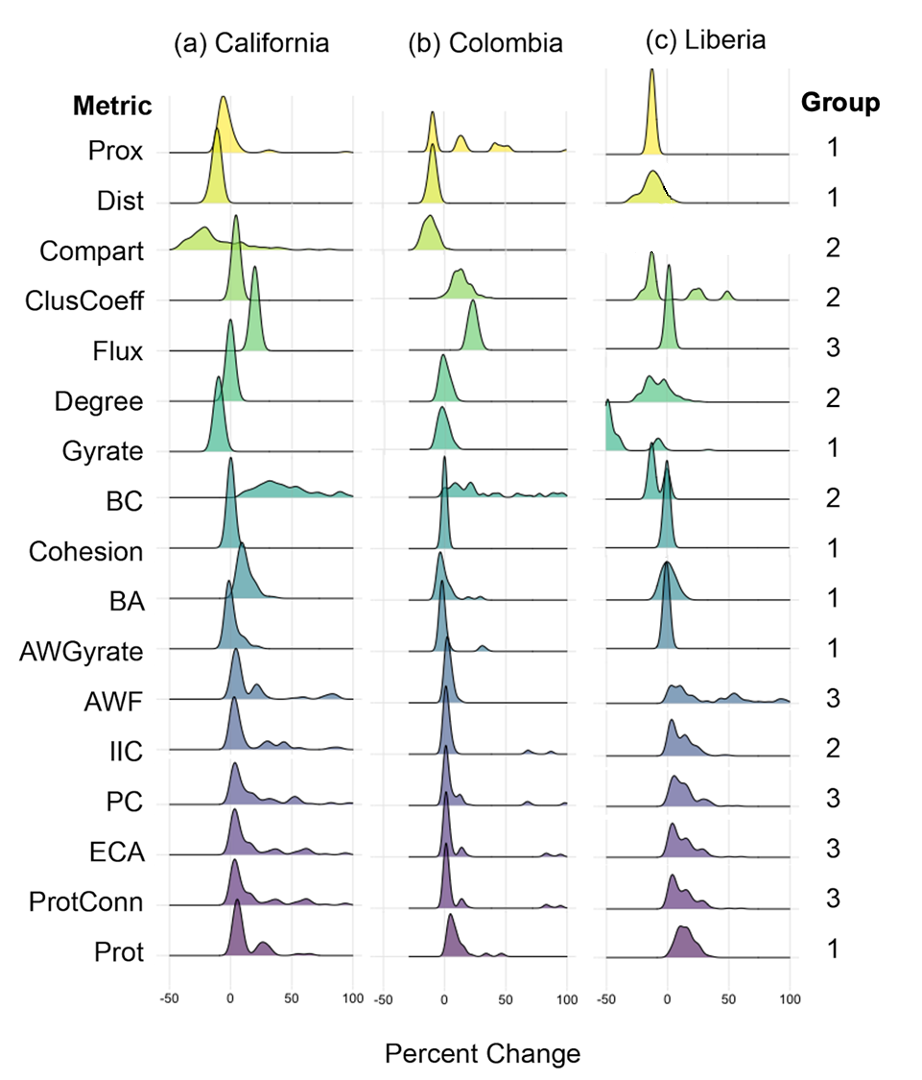 (a) California (b) Colombia (c) Liberia
Metric Group
Prox 1
Dist 1
Compart 2
ClusCoeff 2
Flux 3
Degree 2
Gyrate 1
BC 2
Cohesion 1
BA 1
AWGyrate 1
AWF 3
IIC 2
PC 3
ECA 3
ProtConn 3
Prot 1
-50 0 50 100 -50 0 50 100 -50 0 50 100
Percent Change